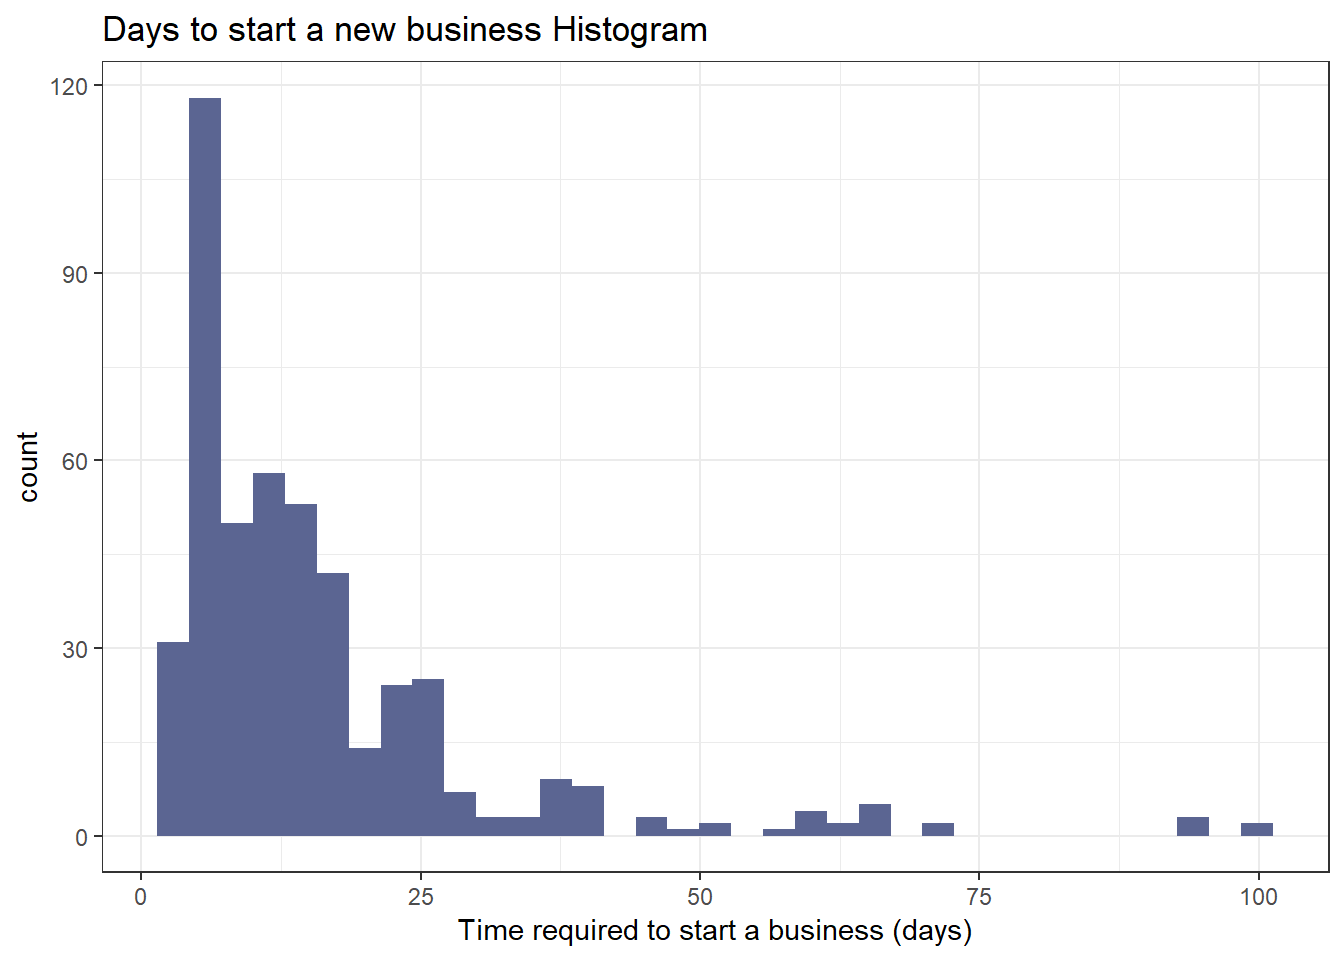 Days to start a new business Histogram
120
90
60
30
0
count
0 25 50 75 100
Time required to start a business (days)